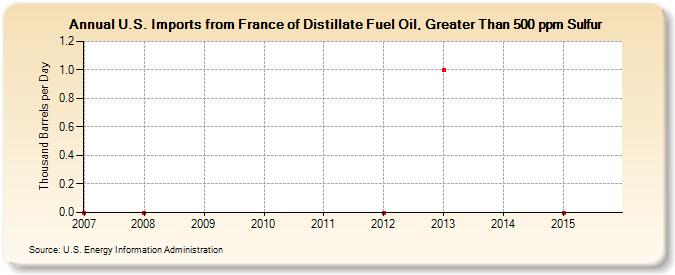 Annual U.S. Imports from France of Distillate Fuel Oil, Greater Than 500 ppm Sulfur
Thousand Barrels per Day
1.2
1.0
0.8
0.6
0.4
0.2
0.0
2007 2008 2009 2010 2011 2012 2013 2014 2015
Source: U.S. Energy Information Administration